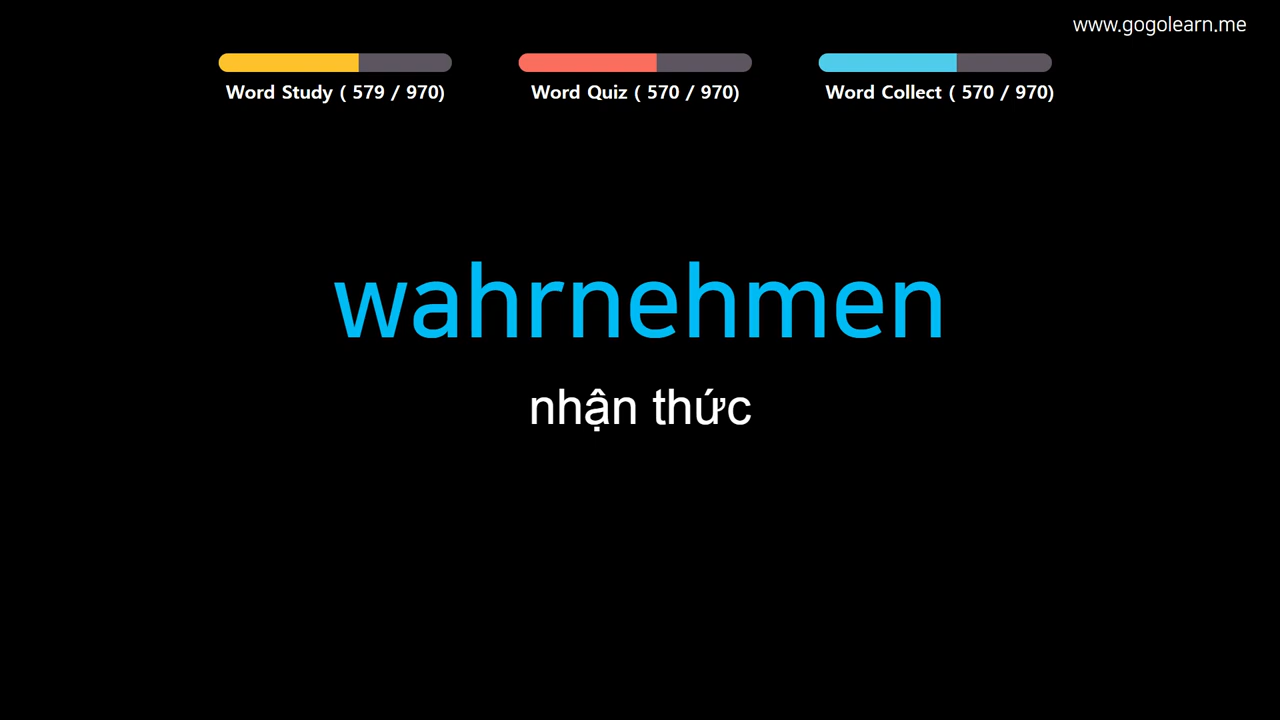 www.gogolearn.me
Word Study ( 579 / 970)
Word Quiz ( 570 / 970)
Word Collect ( 570 / 970)
wahrnehmen
nhận thức